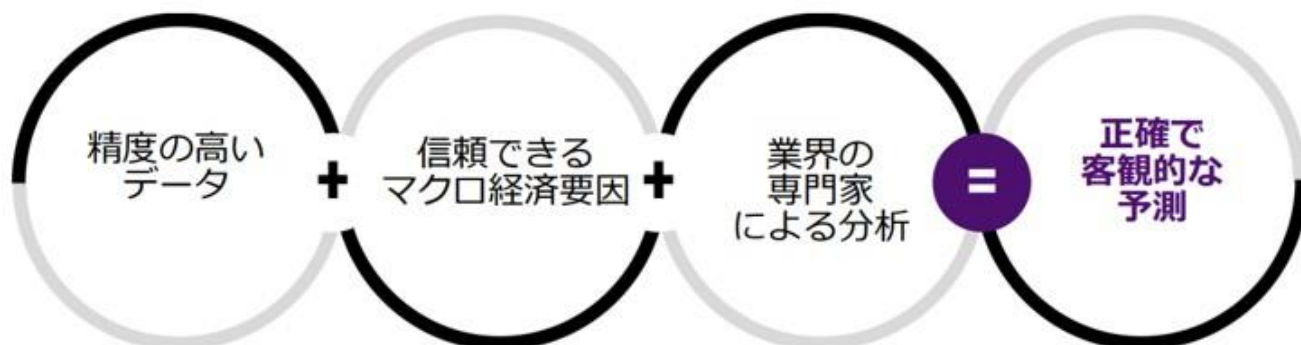 精度の高い
データ
+
信頼できる
マクロ経済要因
+
業界の
専門家
による分析
=
正確で
客観的な
予測